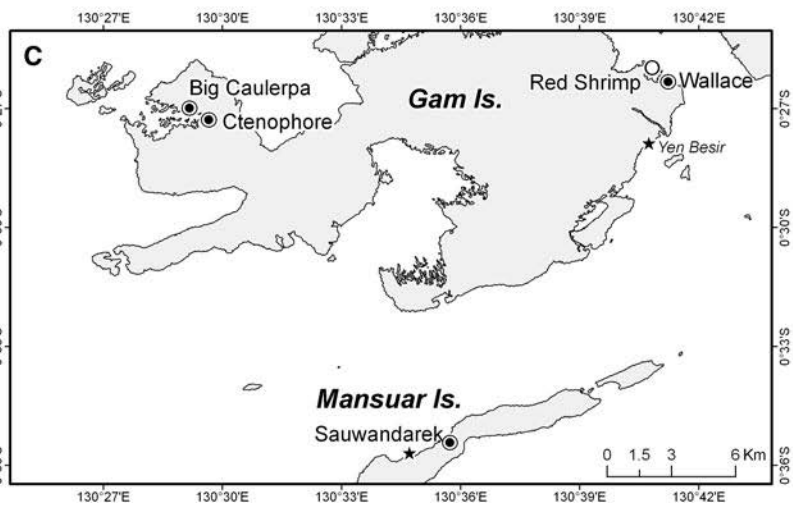 130°27'E 130°30'E 130°33'E 130°36'E 130°39'E 130°42'E
C
Big Caulerpa
Ctenophore
Gam Is.
Red Shrimp
Wallace
Yen Besir
0°27'S
0°30'S
0°33'S
Mansuar Is.
Sauwandarek
0 1.5 3 6 Km
0°36'S
130°27'E 130°30'E 130°33'E 130°36'E 130°39'E 130°42'E